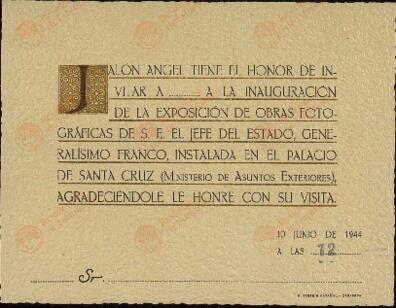 JALÓN ANGEL TIENE EL HONOR DE IN-
VITAR A ............ A LA INAUGURACIÓN
DE LA EXPOSICIÓN DE OBRAS FOTO-
GRÁFICAS DE S. E. EL JEFE DEL ESTADO, GENE-
RALÍSIMO FRANCO, INSTALADA EN EL PALACIO
DE SANTA CRUZ (MINISTERIO DE ASUNTOS EXTERIORES),
AGRADECIÉNDOLE LE HONRE CON SU VISITA.
10 JUNIO DE 1944
A LAS 12
Sr.